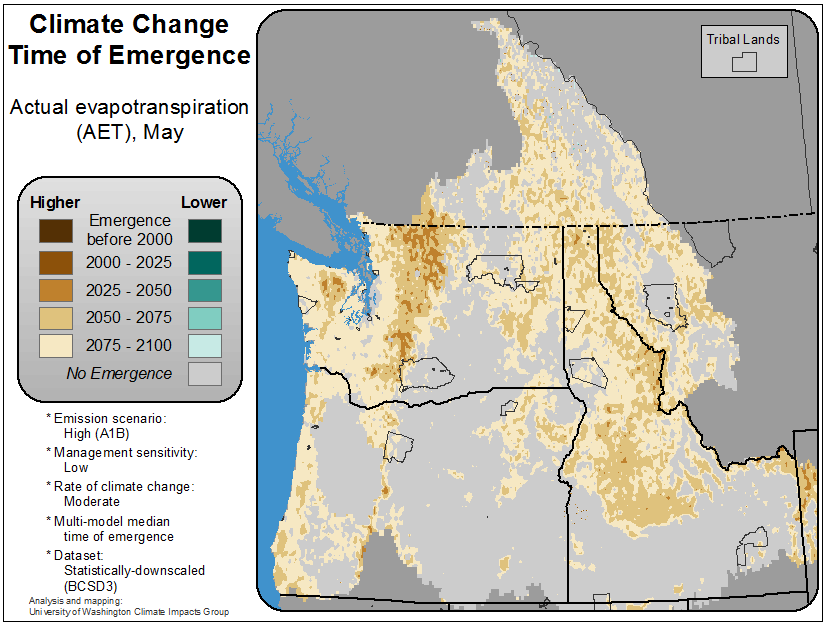 Climate Change
Time of Emergence
Actual evapotranspiration
(AET), May
Higher Lower
Emergence
before 2000
2000 - 2025
2025 - 2050
2050 - 2075
2075 - 2100
No Emergence
* Emission scenario:
High (A1B)
* Management sensitivity:
Low
* Rate of climate change:
Moderate
* Multi-model median
time of emergence
* Dataset:
Statistically-downscaled
(BCSD3)
Analysis and mapping:
University of Washington Climate Impacts Group
Tribal Lands